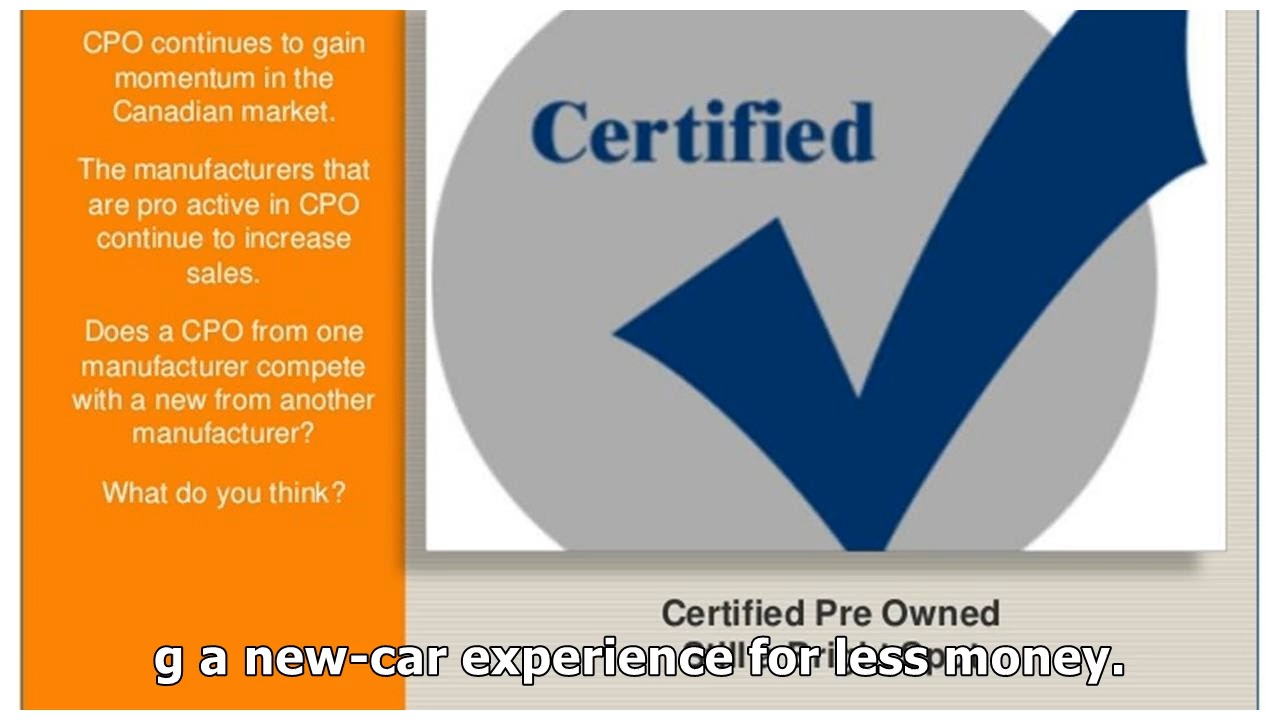 CPO continues to gain
momentum in the
Canadian market.
The manufacturers that
are pro active in CPO
continue to increase
sales.
Does a CPO from one
manufacturer compete
with a new from another
manufacturer?
What do you think?
Certified
Certified Pre Owned
g a new-car experience for less money.